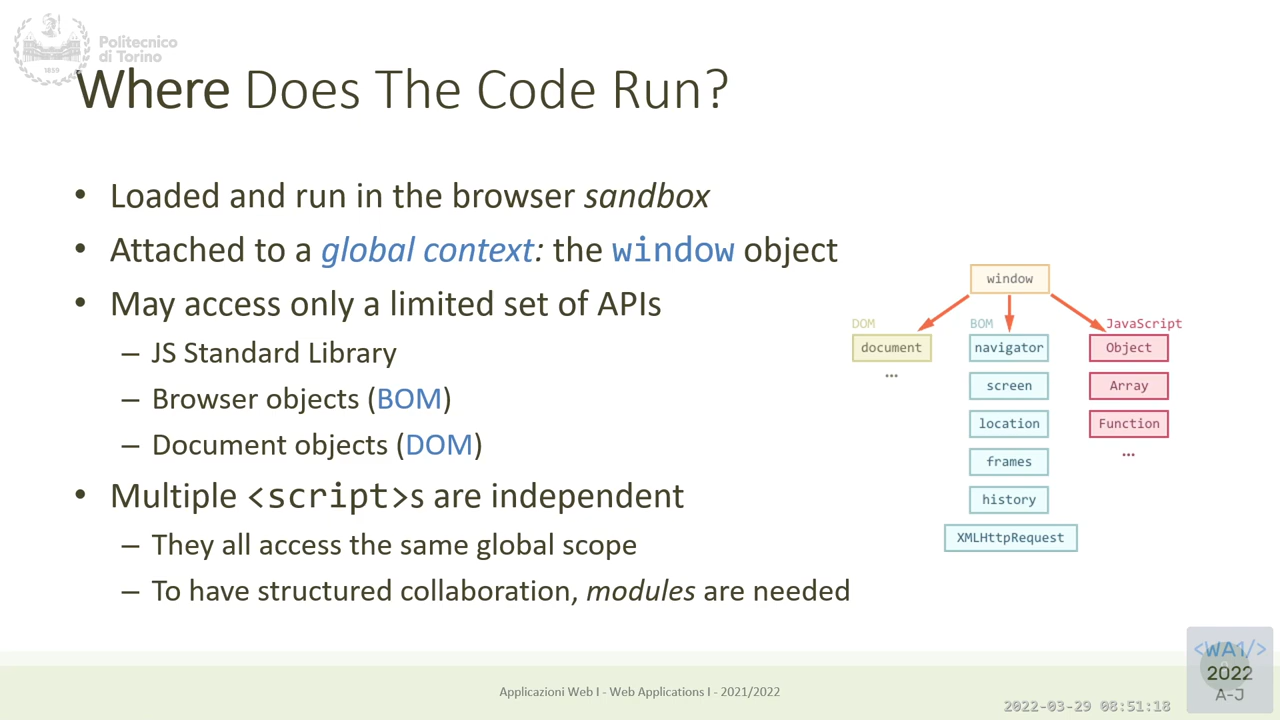 Politecnico
di Torino
1859
Where Does The Code Run?
• Loaded and run in the browser sandbox
• Attached to a global context: the window object
• May access only a limited set of APIs
– JS Standard Library
– Browser objects (BOM)
– Document objects (DOM)
• Multiple <script>s are independent
– They all access the same global scope
– To have structured collaboration, modules are needed
window
DOM
document
...
BOM
navigator
screen
location
frames
history
XMLHttpRequest
JavaScript
Object
Array
Function
...
Applicazioni Web I - Web Applications I - 2021/2022
<WA1/>
2022
A-J
2022-03-29 08:51:18